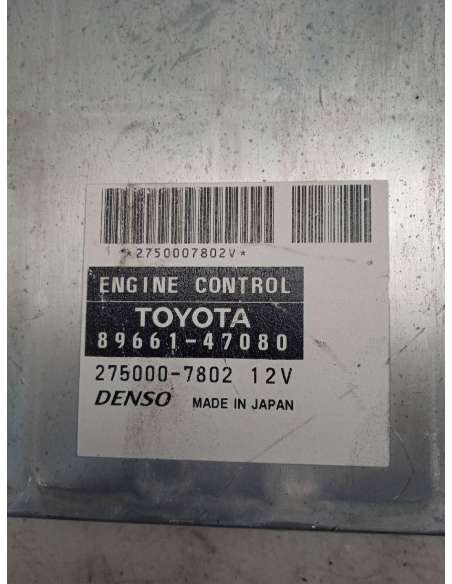 *2750007802V*
ENGINE CONTROL
TOYOTA
89661-47080
275000-7802 12V
DENSO MADE IN JAPAN